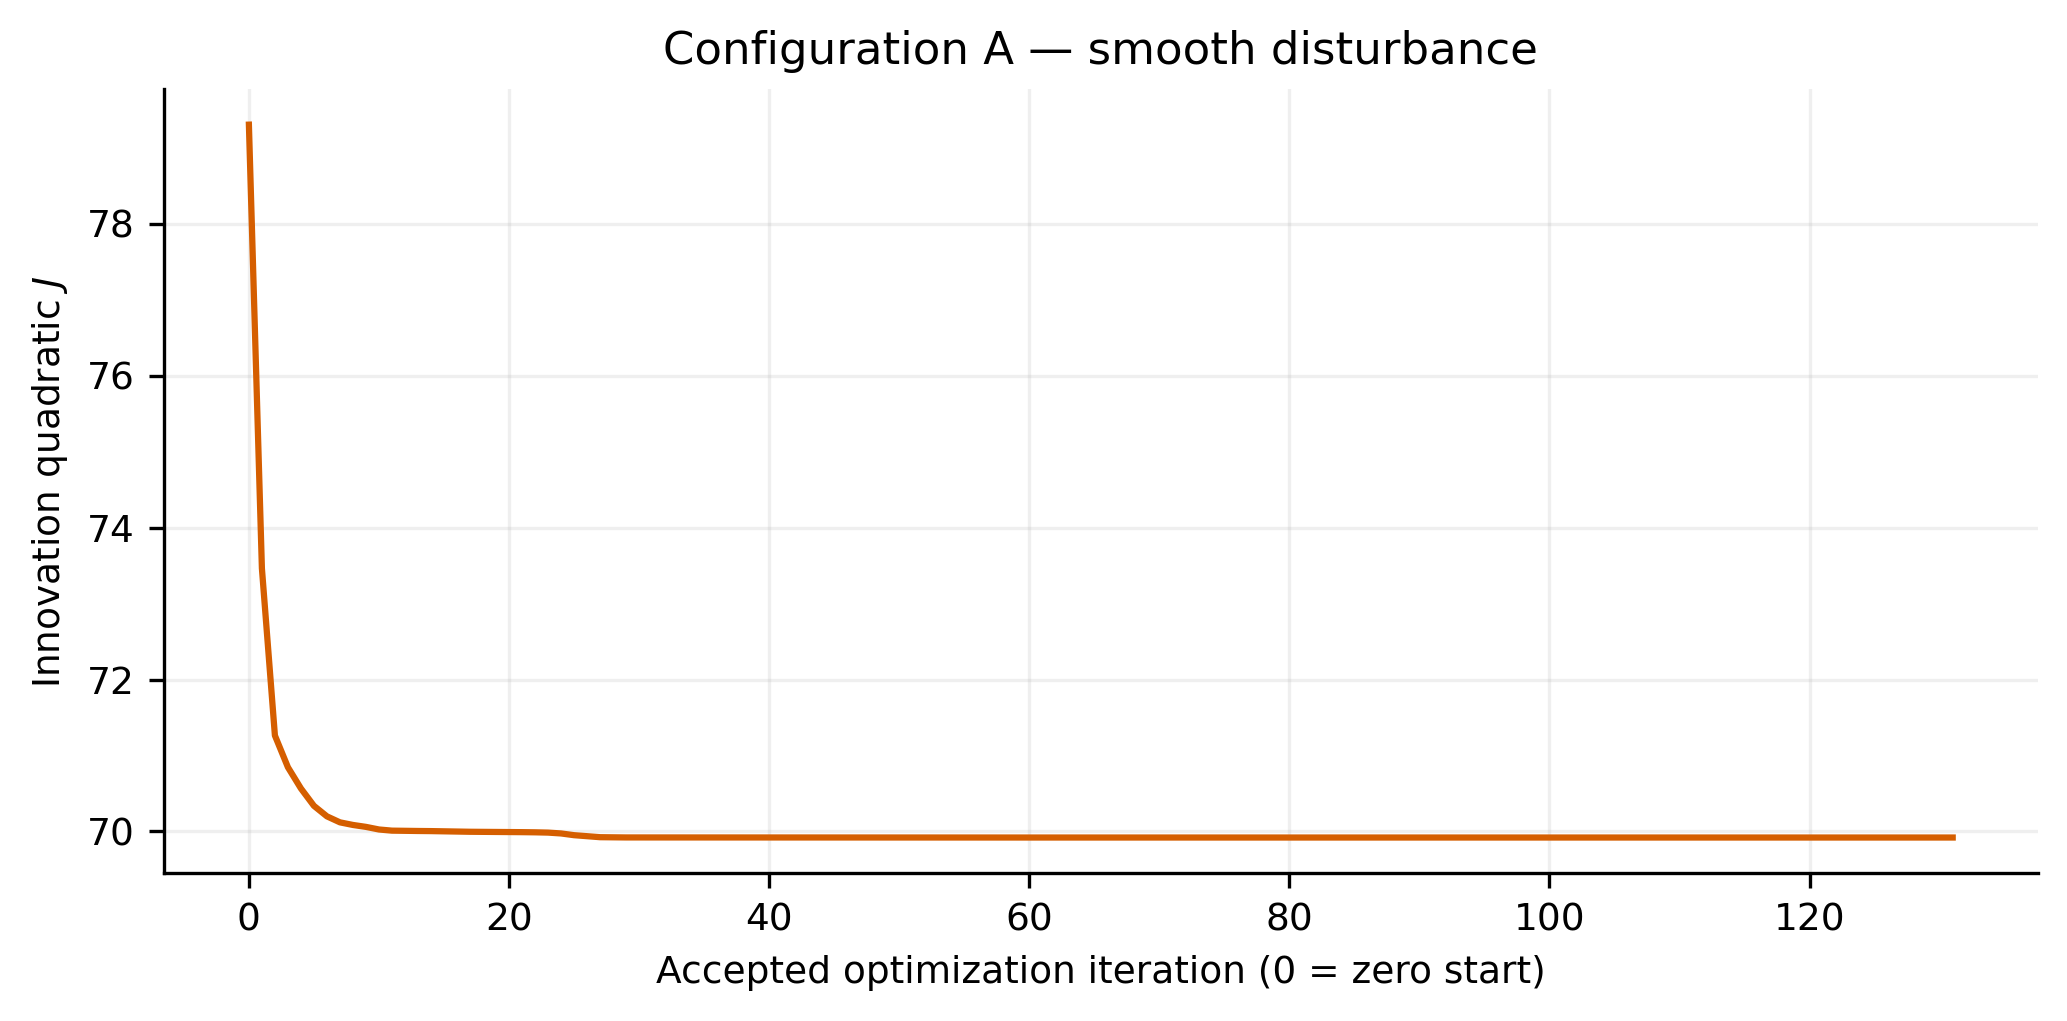 Configuration A — smooth disturbance
Innovation quadratic J
78
76
74
72
70
0 20 40 60 80 100 120
Accepted optimization iteration (0 = zero start)